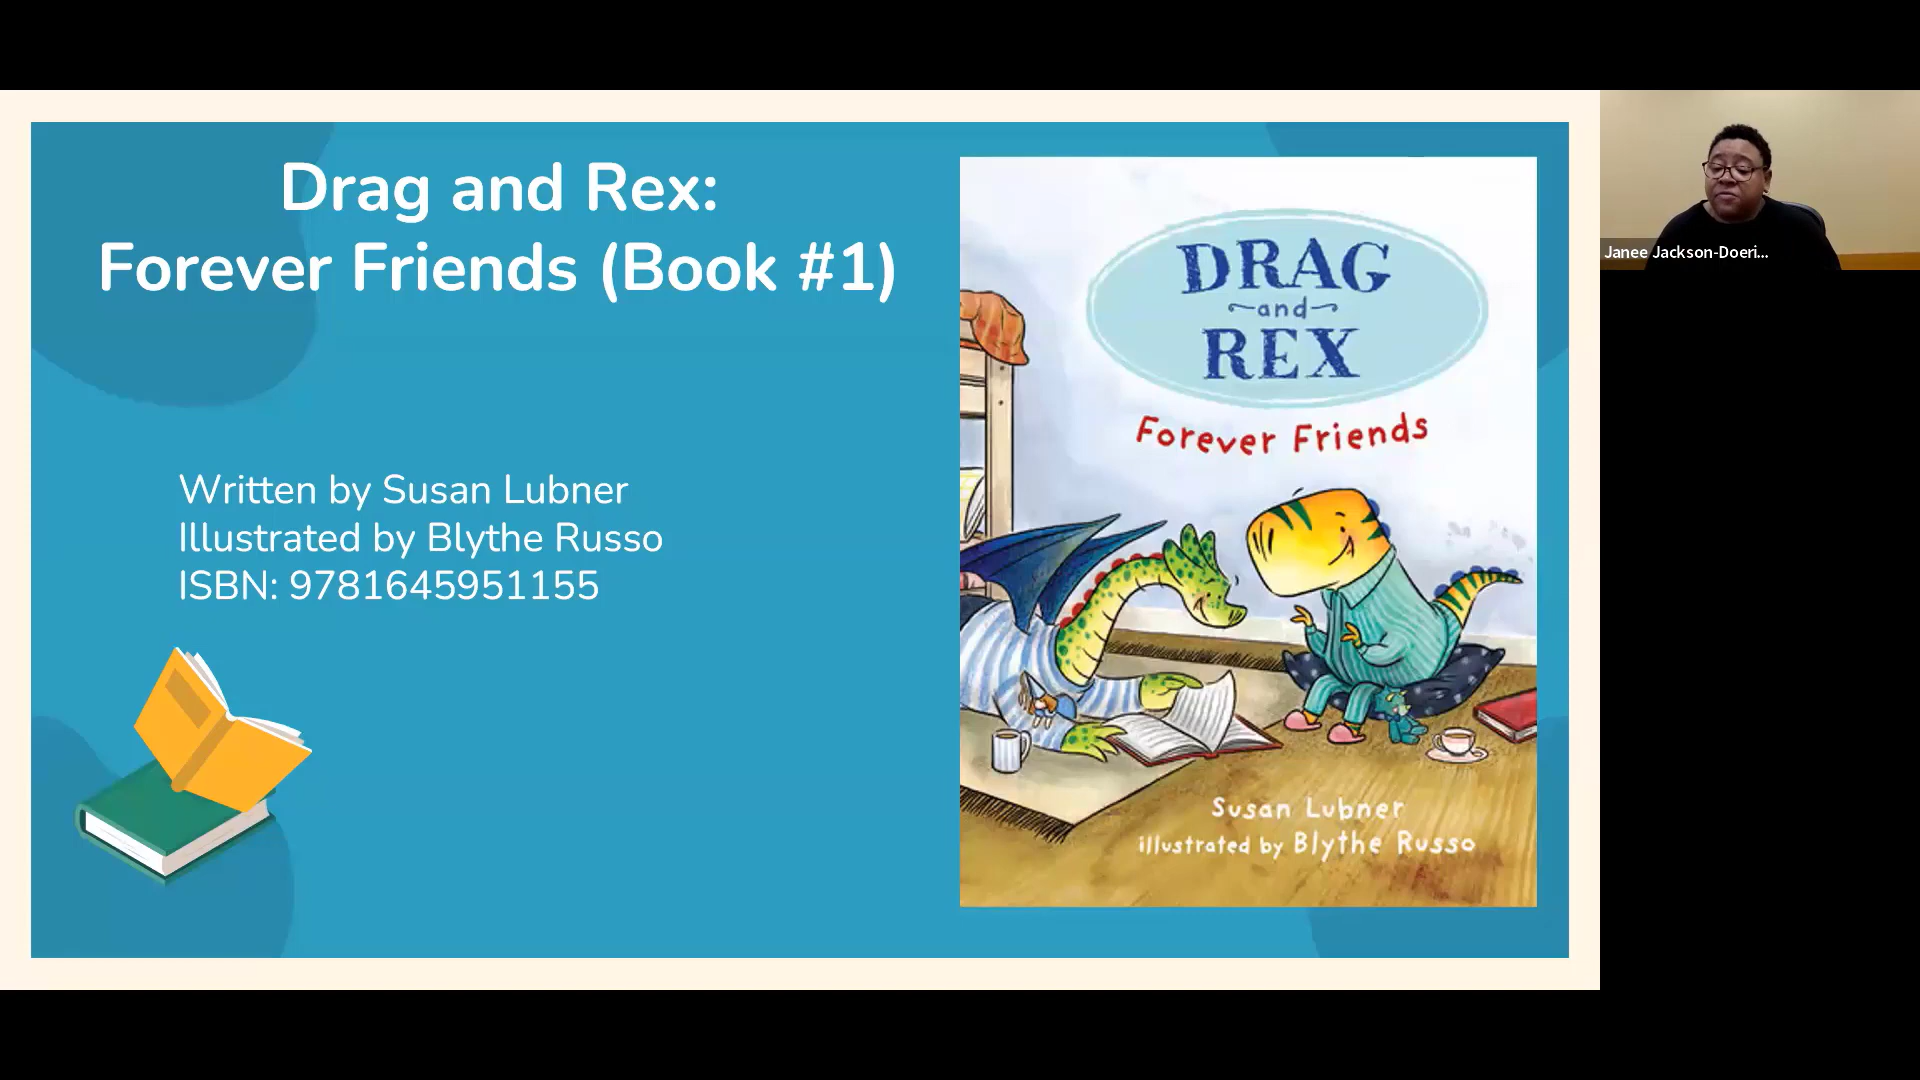 Drag and Rex:
Forever Friends (Book #1)
Written by Susan Lubner
Illustrated by Blythe Russo
ISBN: 9781645951155
DRAG
and
REX
Forever Friends
Susan Lubner
illustrated by Blythe Russo
Janee Jackson-Doeri...